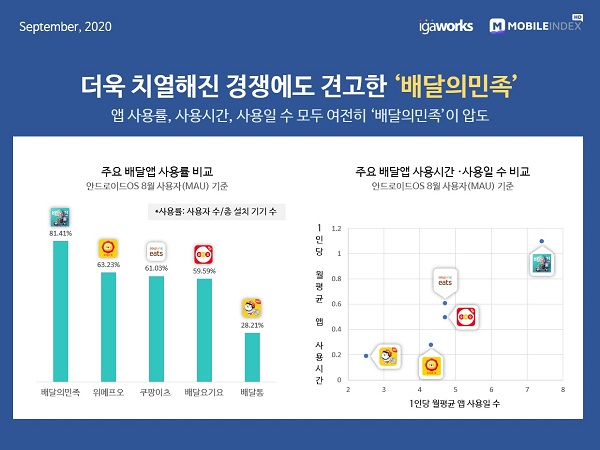 September, 2020
igaworks
MOBILEINDEX HD
더욱 치열해진 경쟁에도 견고한 ‘배달의민족’
앱 사용률, 사용시간, 사용일 수 모두 여전히 ‘배달의민족’이 압도
주요 배달앱 사용률 비교
안드로이드OS 8월 사용자(MAU) 기준
•사용률: 사용자 수/총 설치 기기 수
81.41%
63.23%
eats
61.03%
59.59%
28.21%
배달의민족 위메프오 쿠팡이츠 배달요기요 배달통
주요 배달앱 사용시간·사용일 수 비교
안드로이드OS 8월 사용자(MAU) 기준
1인당 월평균 앱 사용시간
1.2
1
0.8
0.6
0.4
0.2
0
eats
2 3 4 5 6 7 8
1인당 월평균 앱 사용일 수